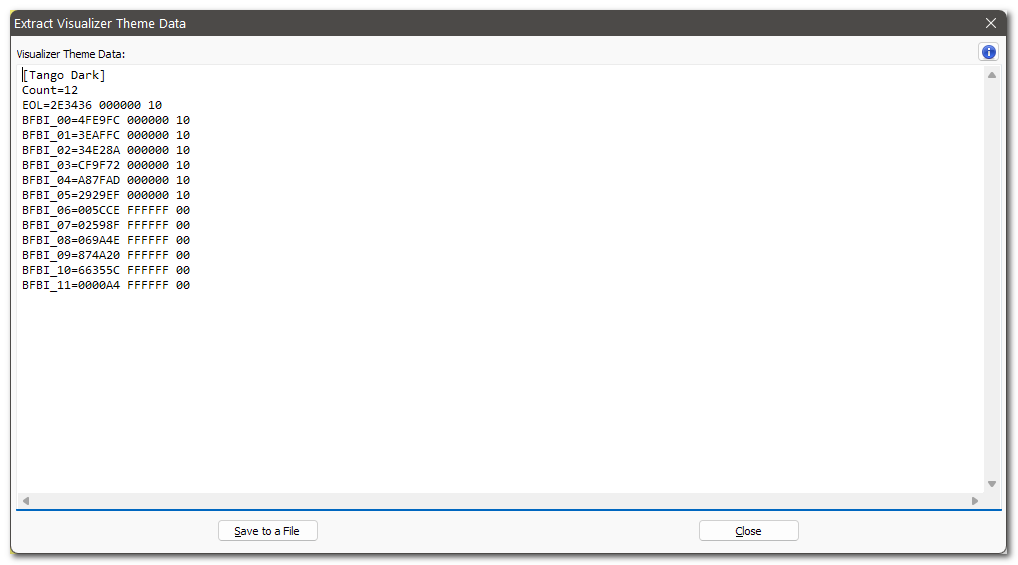 Extract Visualizer Theme Data
Visualizer Theme Data:
[Tango Dark]
Count=12
EOL=2E3436 000000 10
BFBI_00=4FE9FC 000000 10
BFBI_01=3EAFFC 000000 10
BFBI_02=34E28A 000000 10
BFBI_03=CF9F72 000000 10
BFBI_04=A87FAD 000000 10
BFBI_05=2929EF 000000 10
BFBI_06=005CCE FFFFFF 00
BFBI_07=02598F FFFFFF 00
BFBI_08=069A4E FFFFFF 00
BFBI_09=874A20 FFFFFF 00
BFBI_10=66355C FFFFFF 00
BFBI_11=0000A4 FFFFFF 00
Save to a File
Close